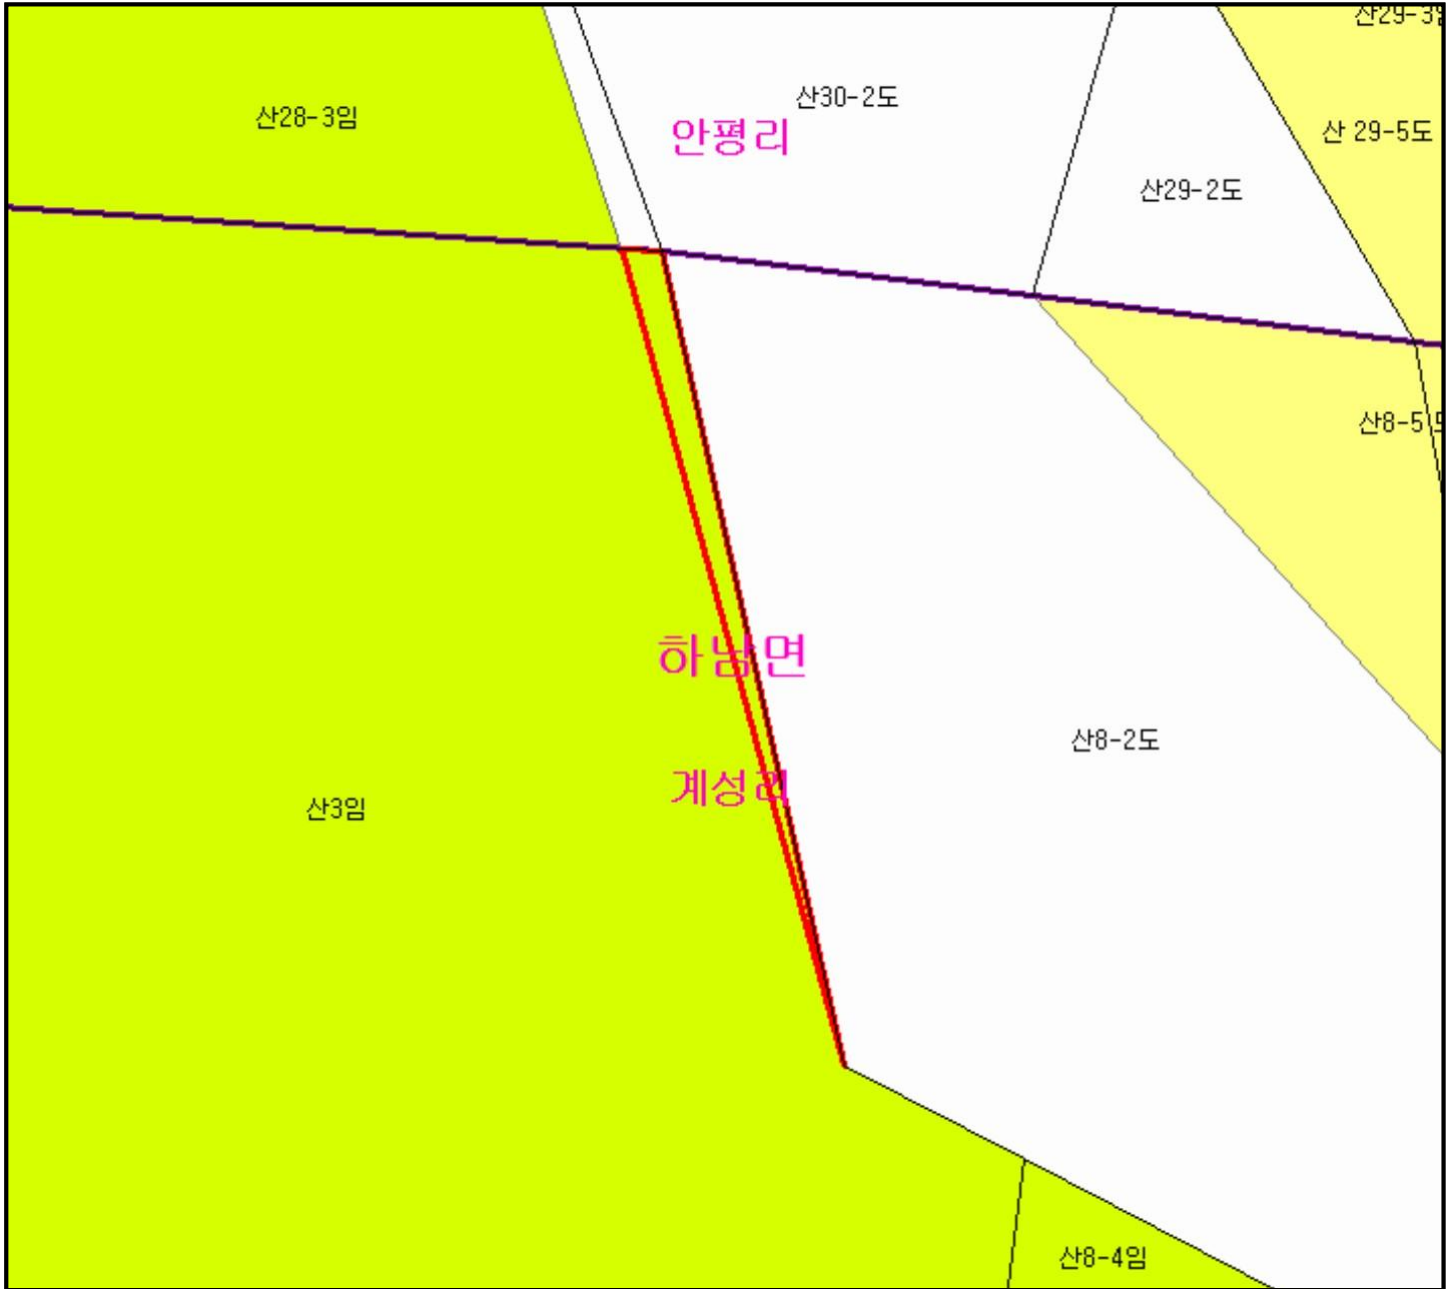 산29-3
산30-2도
산28-3임
안평리
산 29-5도
산29-2도
산8-5
하남면
산8-2도
계성리
산3임
산8-4임